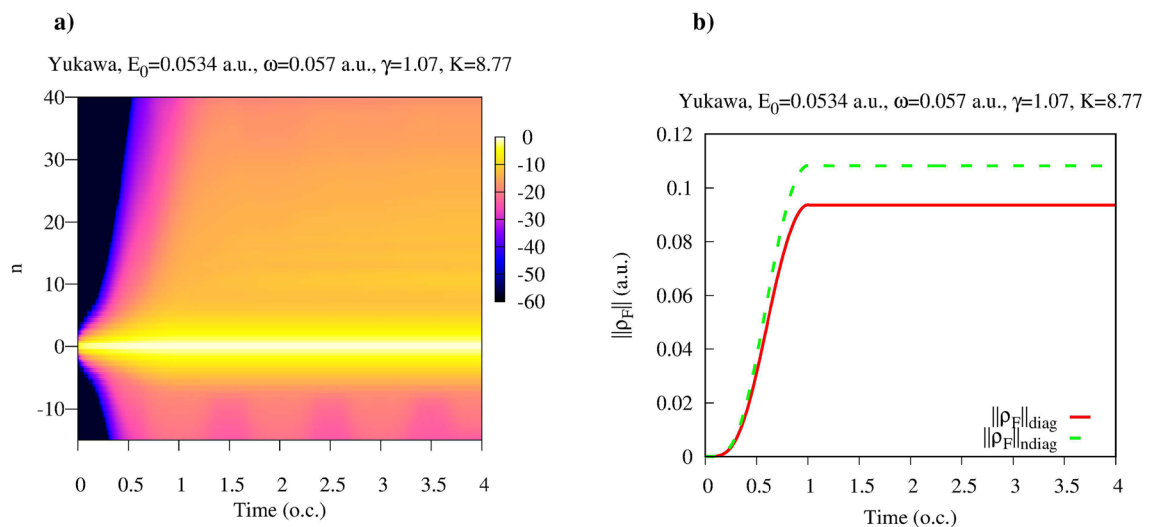 a)
Yukawa, E0=0.0534 a.u., ω=0.057 a.u., γ=1.07, K=8.77
40
30
20
10
0
-10
n
0
-10
-20
-30
-40
-50
-60
0 0.5 1 1.5 2 2.5 3 3.5 4
Time (o.c.)
b)
Yukawa, E0=0.0534 a.u., ω=0.057 a.u., γ=1.07, K=8.77
0.12
0.1
0.08
0.06
0.04
0.02
0
||ρF|| (a.u.)
||ρF||diag
||ρF||ndiag
0 0.5 1 1.5 2 2.5 3 3.5 4
Time (o.c.)